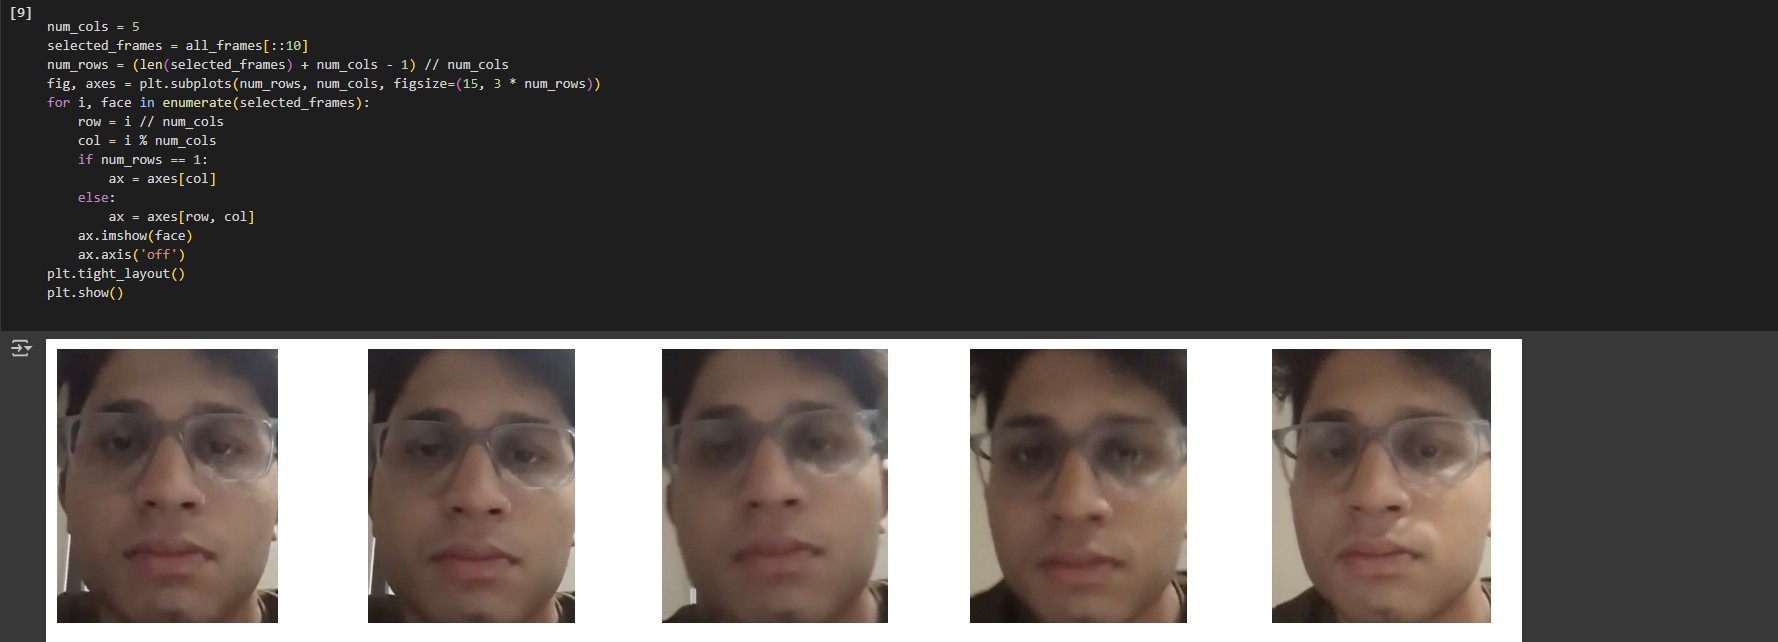 [9]
num_cols = 5
selected_frames = all_frames[::10]
num_rows = (len(selected_frames) + num_cols - 1) // num_cols
fig, axes = plt.subplots(num_rows, num_cols, figsize=(15, 3 * num_rows))
for i, face in enumerate(selected_frames):
    row = i // num_cols
    col = i % num_cols
    if num_rows == 1:
        ax = axes[col]
    else:
        ax = axes[row, col]
    ax.imshow(face)
    ax.axis('off')
plt.tight_layout()
plt.show()